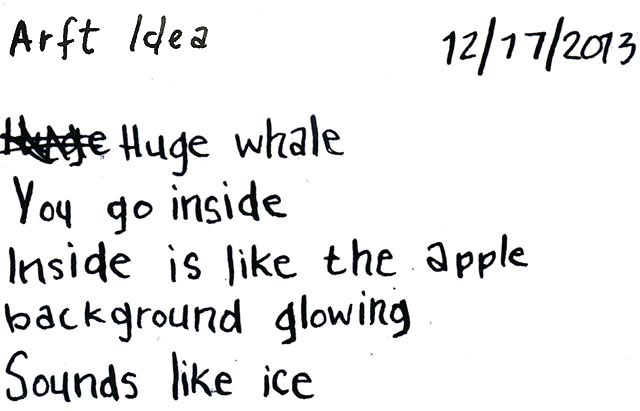 Arft Idea 12/17/2013
Huge whale
You go inside
Inside is like the apple
background glowing
Sounds like ice